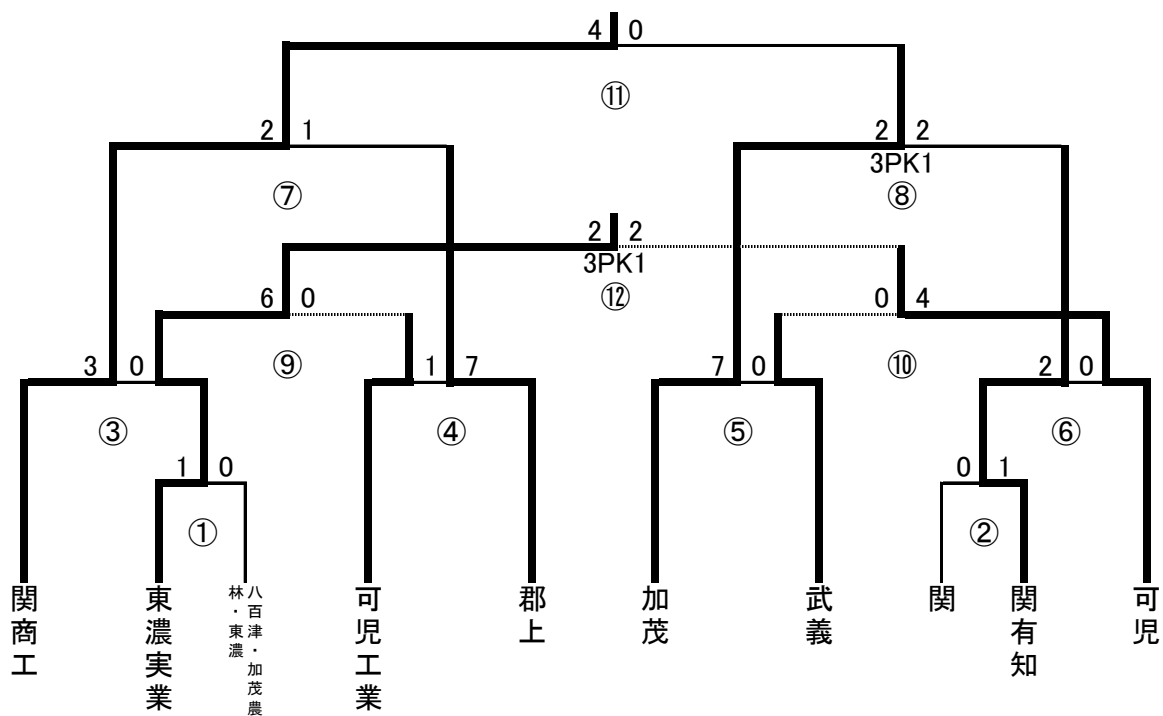 4 0
⑪
2 1
2 2
3PK1
⑦
⑧
2 2
3PK1
⑫
6 0
0 4
⑨
⑩
3 0
1 7
7 0
2 0
③
④
⑤
⑥
1 0
0 1
①
②
関商工
東濃実業
八百津・加茂農
林・東濃
可児工業
郡上
加茂
武義
関
関有知
可児